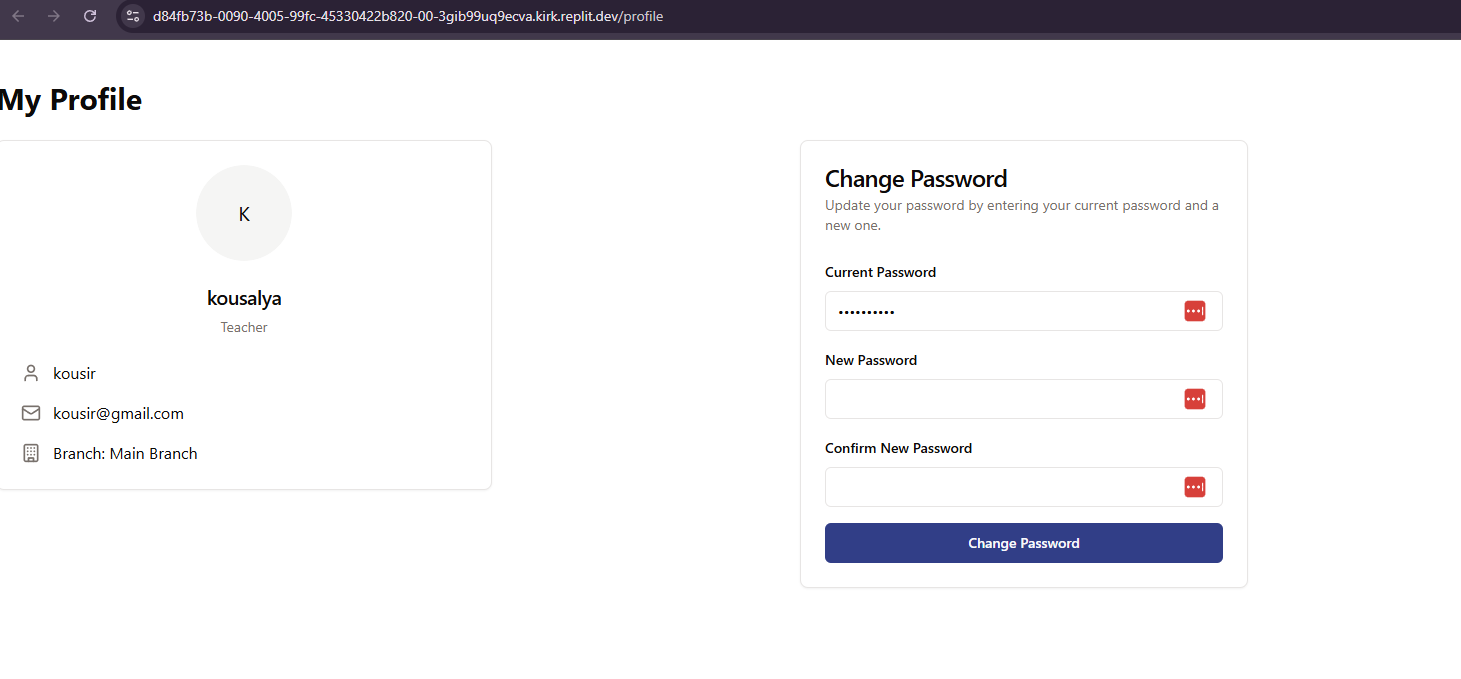 d84fb73b-0090-4005-99fc-45330422b820-00-3gib99uq9ecva.kirk.replit.dev/profile
My Profile
K
kousalya
Teacher
kousir
kousir@gmail.com
Branch: Main Branch
Change Password
Update your password by entering your current password and a
new one.
Current Password
••••••••••
New Password
Confirm New Password
Change Password